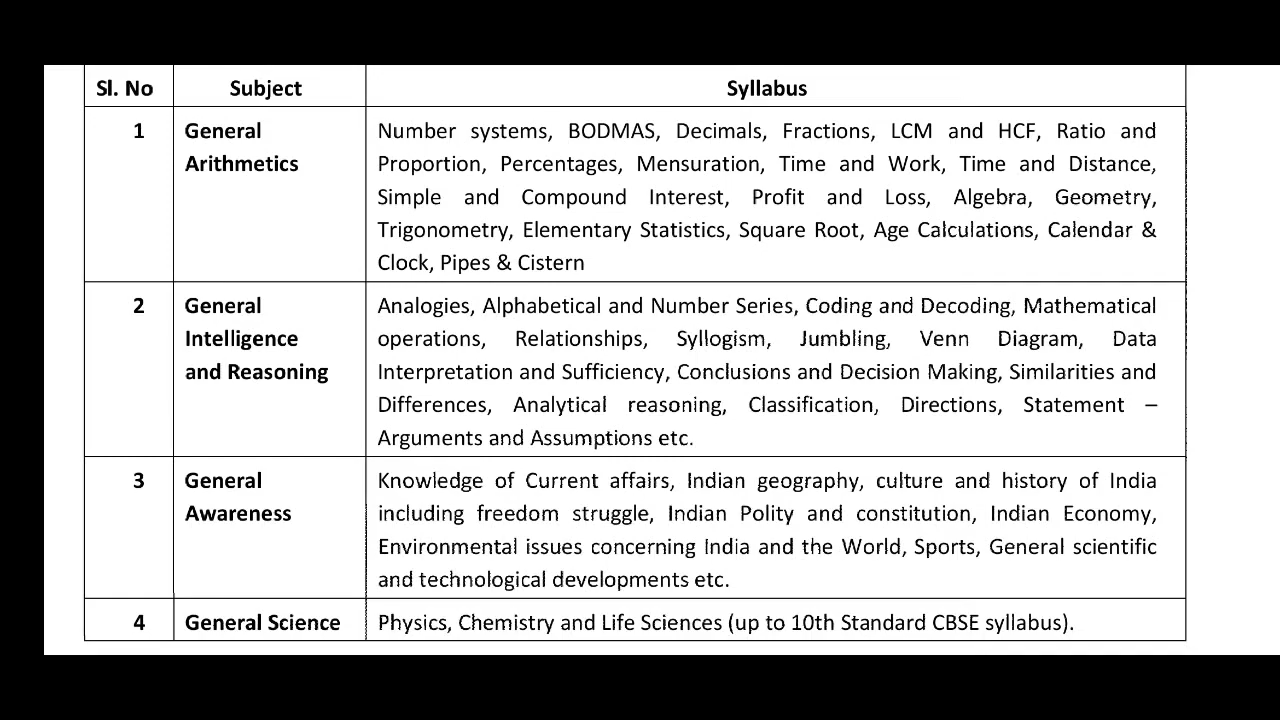 Sl. No Subject Syllabus
1 General Arithmetics
Number systems, BODMAS, Decimals, Fractions, LCM and HCF, Ratio and
Proportion, Percentages, Mensuration, Time and Work, Time and Distance,
Simple and Compound Interest, Profit and Loss, Algebra, Geometry,
Trigonometry, Elementary Statistics, Square Root, Age Calculations, Calendar &
Clock, Pipes & Cistern
2 General Intelligence and Reasoning
Analogies, Alphabetical and Number Series, Coding and Decoding, Mathematical
operations, Relationships, Syllogism, Jumbling, Venn Diagram, Data
Interpretation and Sufficiency, Conclusions and Decision Making, Similarities and
Differences, Analytical reasoning, Classification, Directions, Statement –
Arguments and Assumptions etc.
3 General Awareness
Knowledge of Current affairs, Indian geography, culture and history of India
including freedom struggle, Indian Polity and constitution, Indian Economy,
Environmental issues concerning India and the World, Sports, General scientific
and technological developments etc.
4 General Science
Physics, Chemistry and Life Sciences (up to 10th Standard CBSE syllabus).